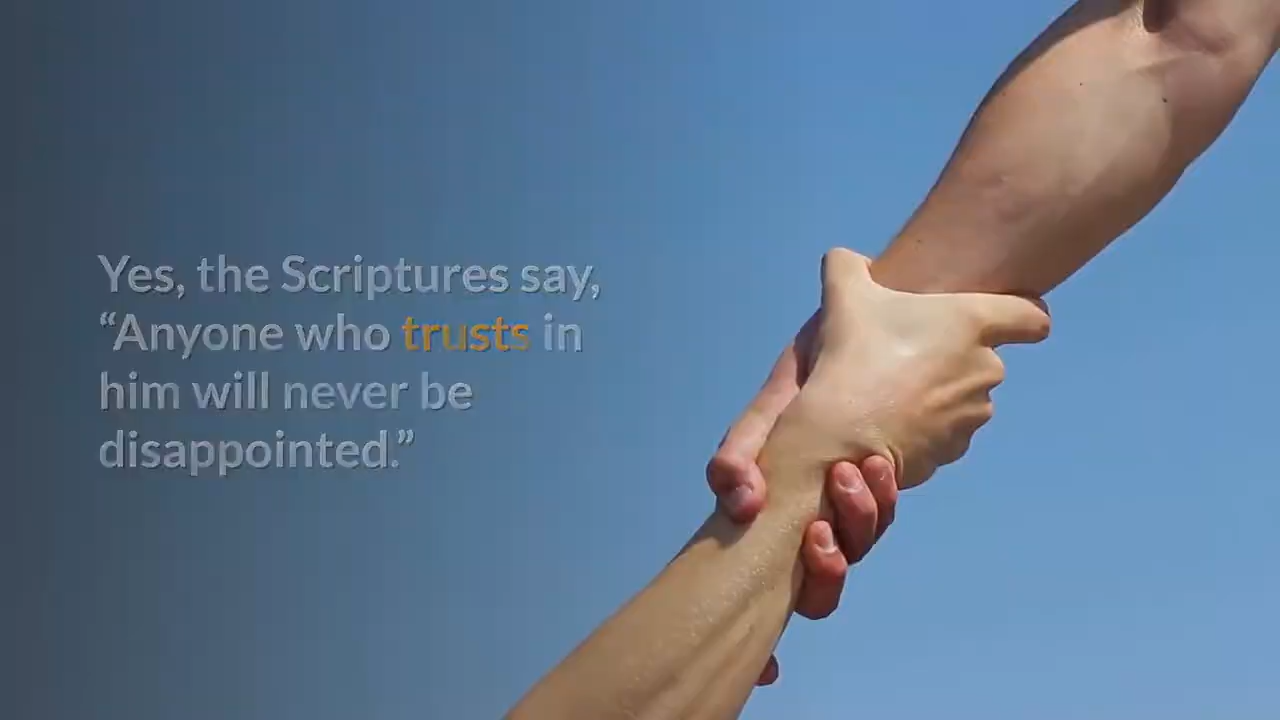 Yes, the Scriptures say,
“Anyone who trusts in
him will never be
disappointed.”